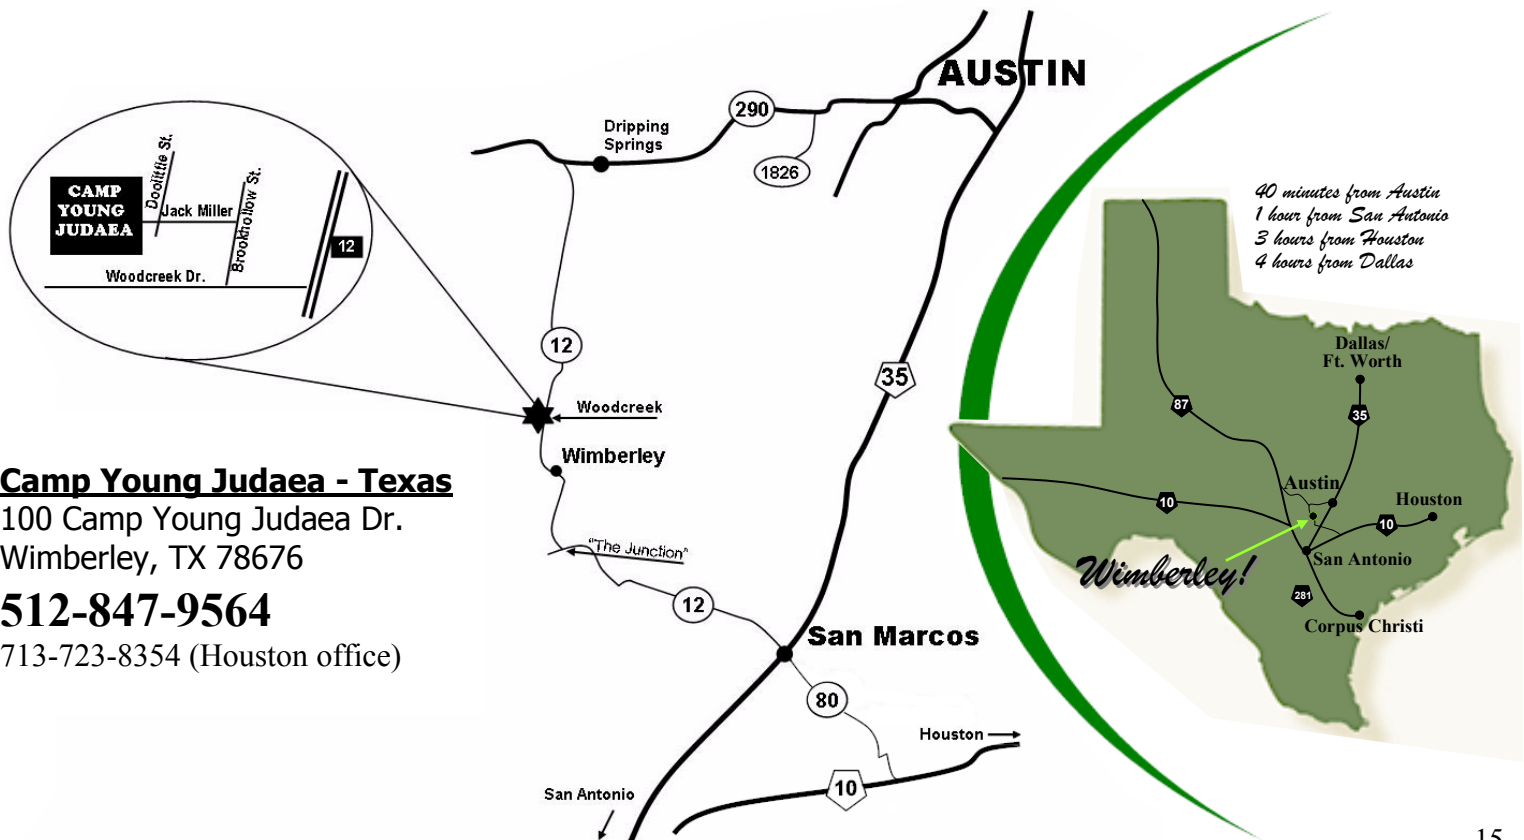 AUSTIN
290
Dripping
Springs
1826
Doolittle St.
CAMP
YOUNG
JUDAEA
Jack Miller
Brookhollow St.
12
Woodcreek Dr.
12
35
Woodcreek
Wimberley
"The Junction"
12
San Marcos
80
Houston
10
San Antonio
Camp Young Judaea - Texas
100 Camp Young Judaea Dr.
Wimberley, TX 78676
512-847-9564
713-723-8354 (Houston office)
40 minutes from Austin
1 hour from San Antonio
3 hours from Houston
4 hours from Dallas
Dallas/
Ft. Worth
87
35
Austin
Houston
10
10
San Antonio
Wimberley!
281
Corpus Christi
15